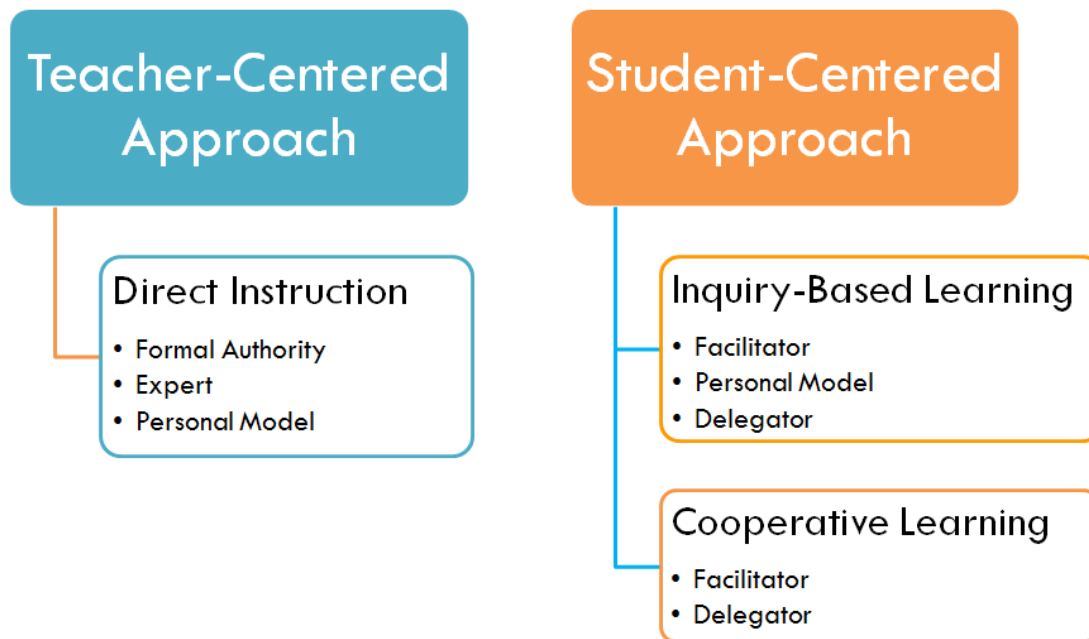 Teacher-Centered
Approach
Direct Instruction
• Formal Authority
• Expert
• Personal Model
Student-Centered
Approach
Inquiry-Based Learning
• Facilitator
• Personal Model
• Delegator
Cooperative Learning
• Facilitator
• Delegator